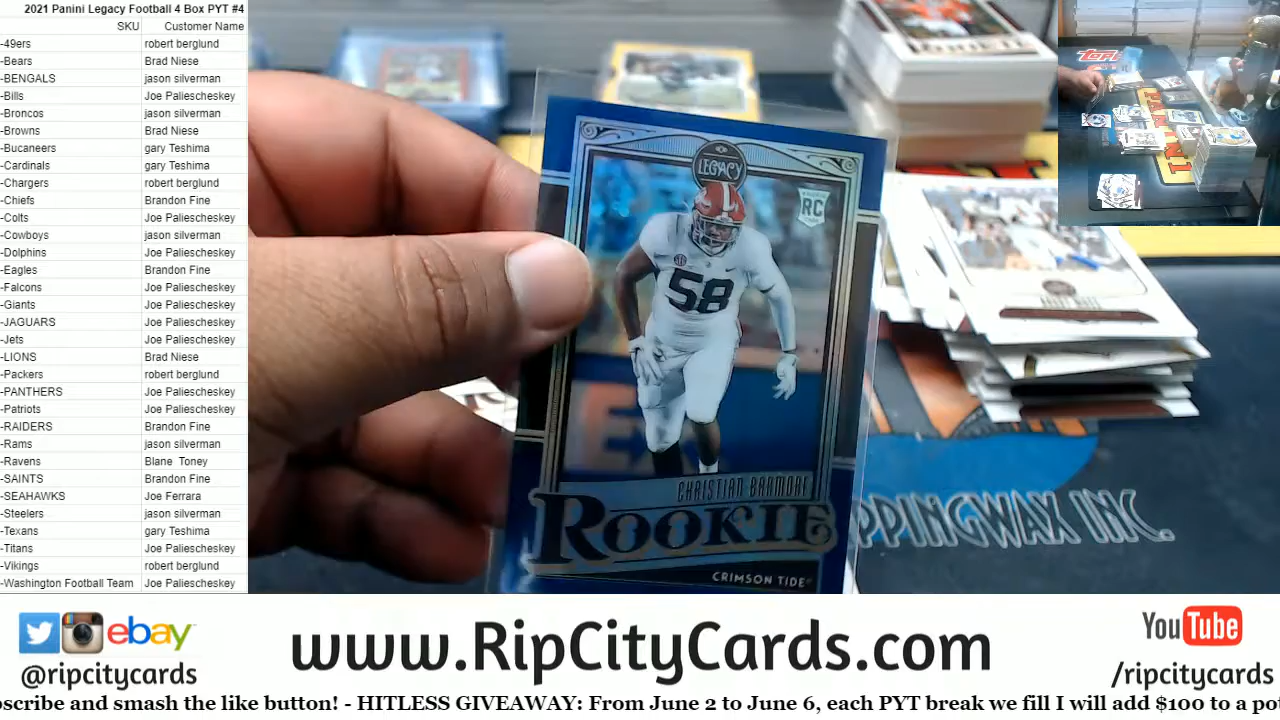 2021 Panini Legacy Football 4 Box PYT #4
SKU Customer Name
-49ers robert berglund
-Bears Brad Niese
-BENGALS jason silverman
-Bills Joe Paliescheskey
-Broncos jason silverman
-Browns Brad Niese
-Bucaneers gary Teshima
-Cardinals gary Teshima
-Chargers robert berglund
-Chiefs Brandon Fine
-Colts Joe Paliescheskey
-Cowboys jason silverman
-Dolphins Joe Paliescheskey
-Eagles Brandon Fine
-Falcons Joe Paliescheskey
-Giants Joe Paliescheskey
-JAGUARS Joe Paliescheskey
-Jets Joe Paliescheskey
-LIONS Brad Niese
-Packers robert berglund
-PANTHERS Joe Paliescheskey
-Patriots Joe Paliescheskey
-RAIDERS Brandon Fine
-Rams jason silverman
-Ravens Blane Toney
-SAINTS Brandon Fine
-SEAHAWKS Joe Ferrara
-Steelers jason silverman
-Texans gary Teshima
-Titans Joe Paliescheskey
-Vikings robert berglund
-Washington Football Team Joe Paliescheskey
LEGACY
RC
58
CHRISTIAN BARMORE
ROOKIE
CRIMSON TIDE
PPINGWAX INC.
Topps
ebay
@ripcitycards
www.RipCityCards.com
YouTube
/ripcitycards
bscribe and smash the like button! - HITLESS GIVEAWAY: From June 2 to June 6, each PYT break we fill I will add $100 to a po